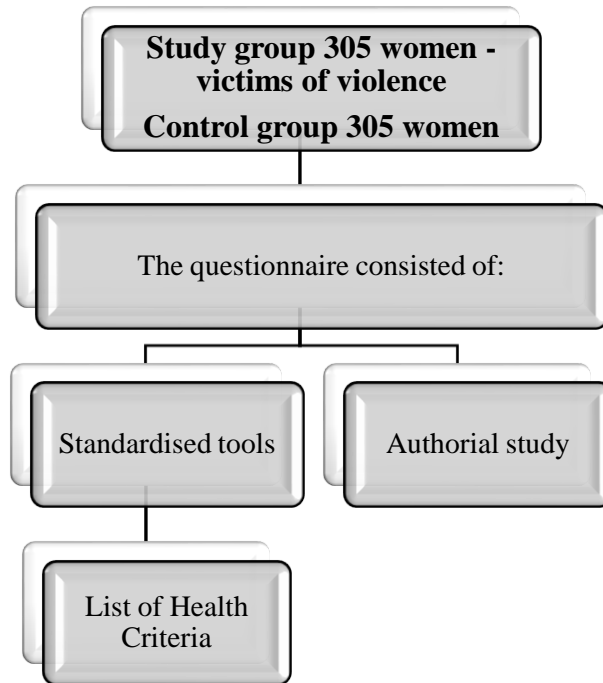 Study group 305 women -
victims of violence
Control group 305 women
The questionnaire consisted of:
Standardised tools
Authorial study
List of Health
Criteria